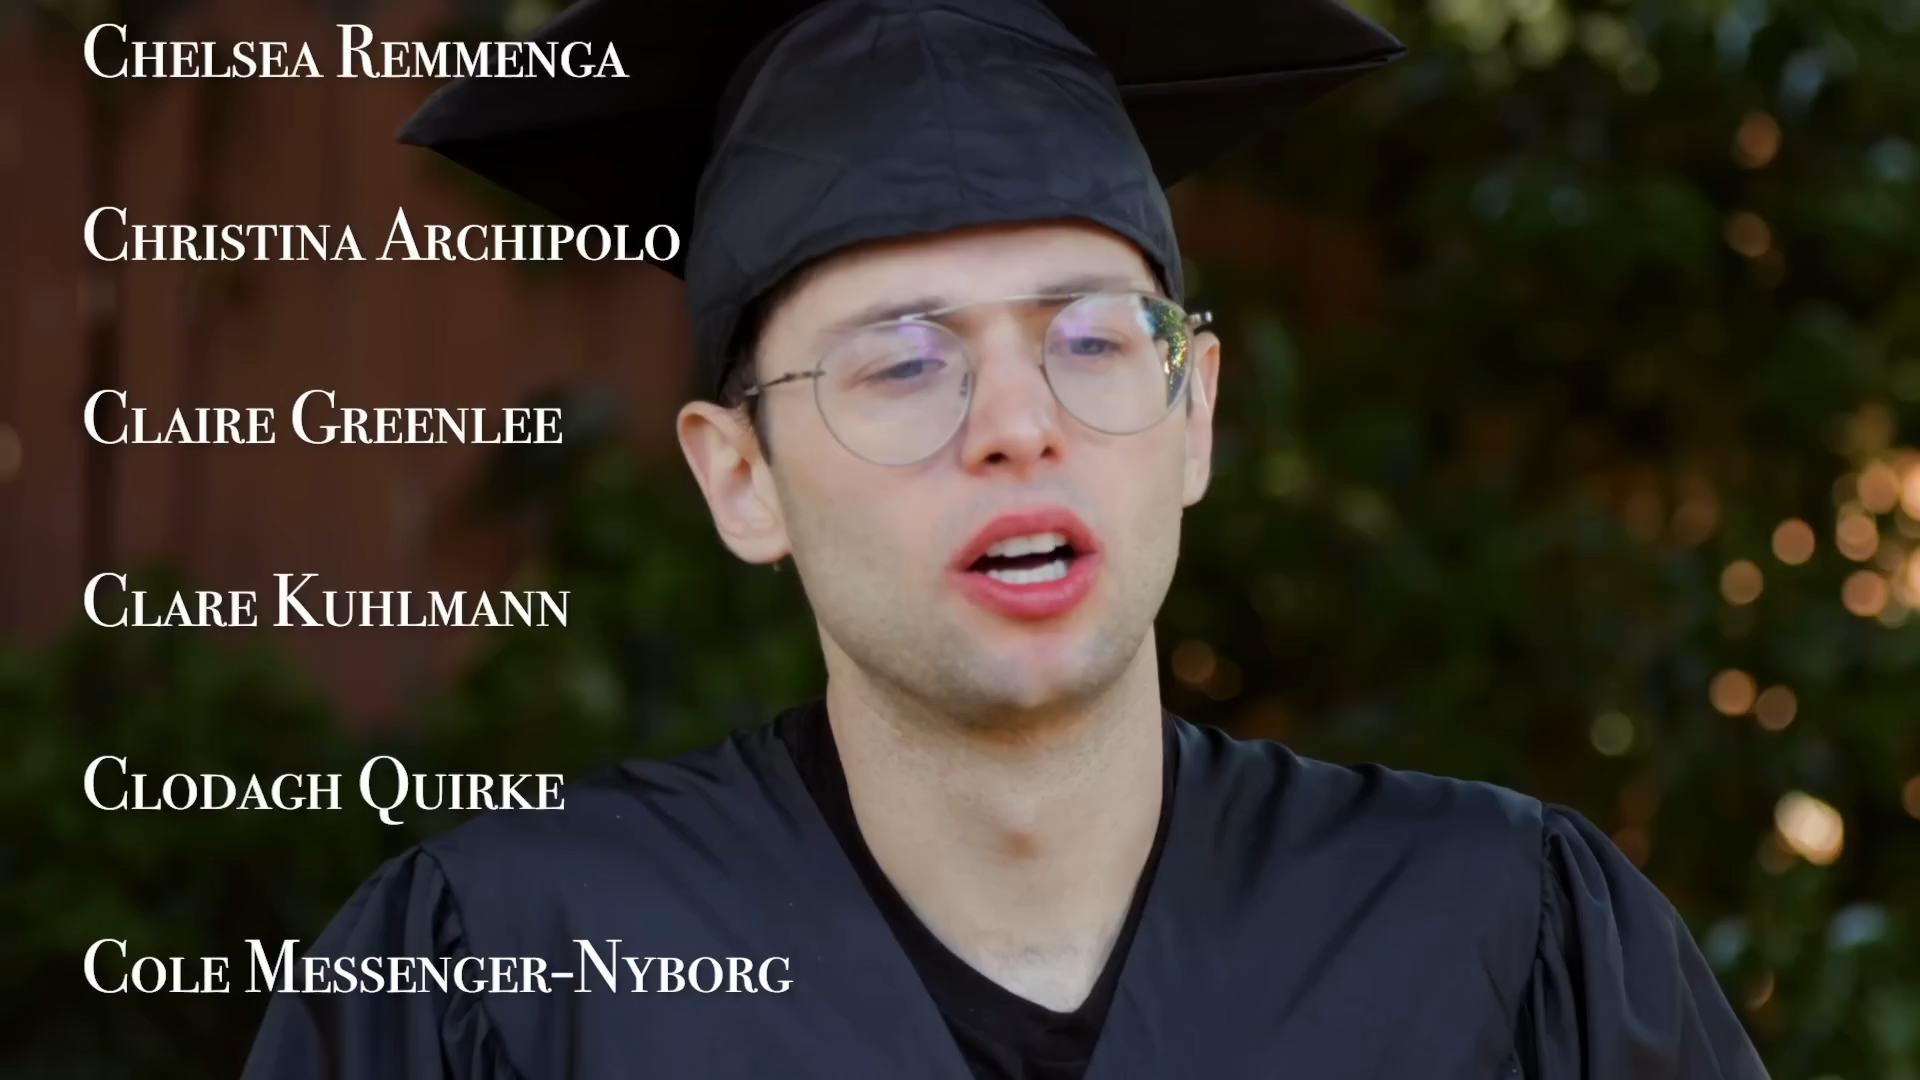 Chelsea Remmenga
Christina Archipolo
Claire Greenlee
Clare Kuhlmann
Clodagh Quirke
Cole Messenger-Nyborg